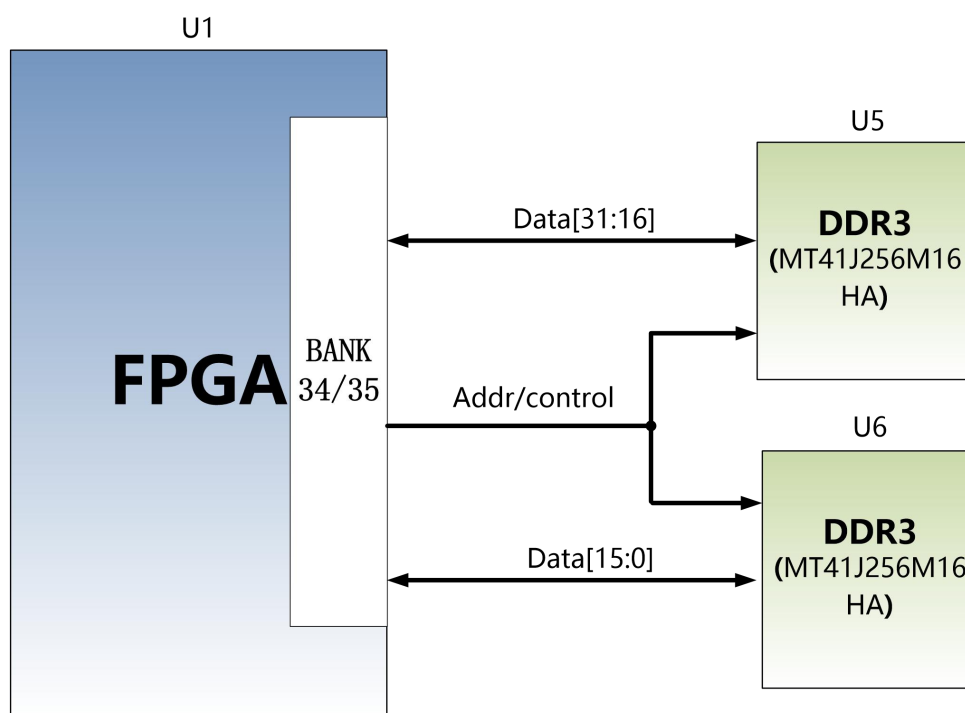 U1
FPGA
BANK
34/35
Data[31:16]
Addr/control
Data[15:0]
U5
DDR3
(MT41J256M16
HA)
U6
DDR3
(MT41J256M16
HA)